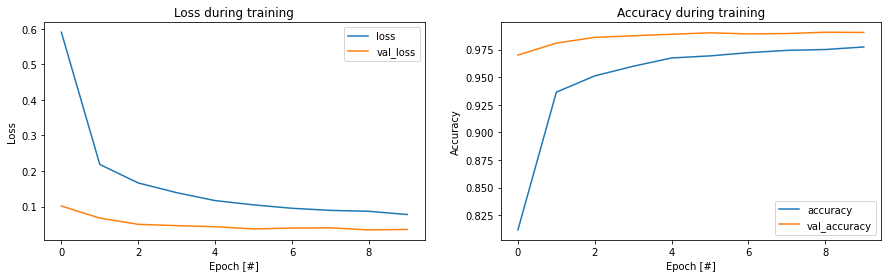 Loss during training
Loss
0.6
0.5
0.4
0.3
0.2
0.1
0 2 4 6 8
Epoch [#]
loss
val_loss
Accuracy during training
Accuracy
0.975
0.950
0.925
0.900
0.875
0.850
0.825
0 2 4 6 8
Epoch [#]
accuracy
val_accuracy